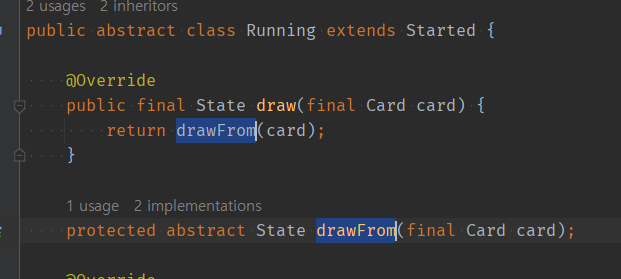 2 usages 2 inheritors
public abstract class Running extends Started {
@Override
public final State draw(final Card card) {
return drawFrom(card);
}
1 usage 2 implementations
protected abstract State drawFrom(final Card card);
@Override